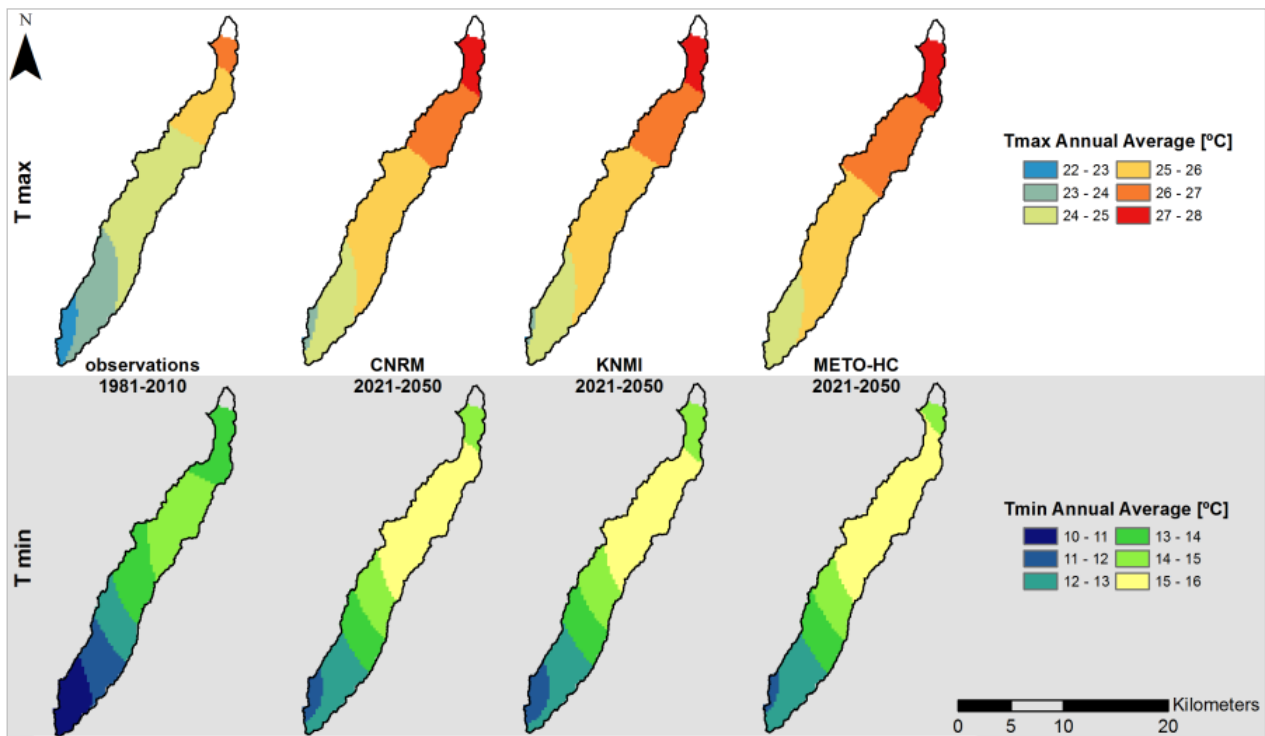 N
T max
Tmax Annual Average [ºC]
22 - 23 25 - 26
23 - 24 26 - 27
24 - 25 27 - 28
observations CNRM KNMI METO-HC
1981-2010 2021-2050 2021-2050 2021-2050
T min
Tmin Annual Average [ºC]
10 - 11 13 - 14
11 - 12 14 - 15
12 - 13 15 - 16
Kilometers
0 5 10 20